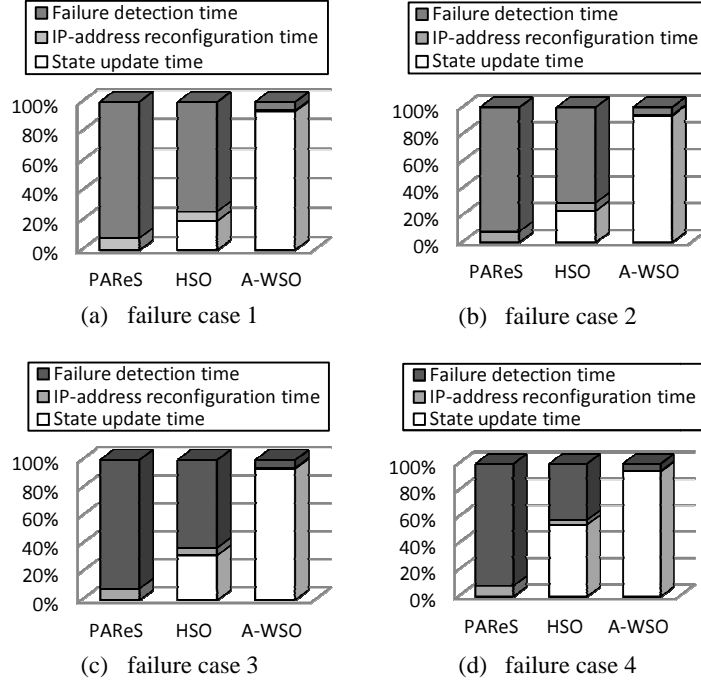 Failure detection time
IP-address reconfiguration time
State update time
100%
80%
60%
40%
20%
0%
PAReS HSO A-WSO
(a) failure case 1
Failure detection time
IP-address reconfiguration time
State update time
100%
80%
60%
40%
20%
0%
PAReS HSO A-WSO
(b) failure case 2
Failure detection time
IP-address reconfiguration time
State update time
100%
80%
60%
40%
20%
0%
PAReS HSO A-WSO
(c) failure case 3
Failure detection time
IP-address reconfiguration time
State update time
100%
80%
60%
40%
20%
0%
PAReS HSO A-WSO
(d) failure case 4